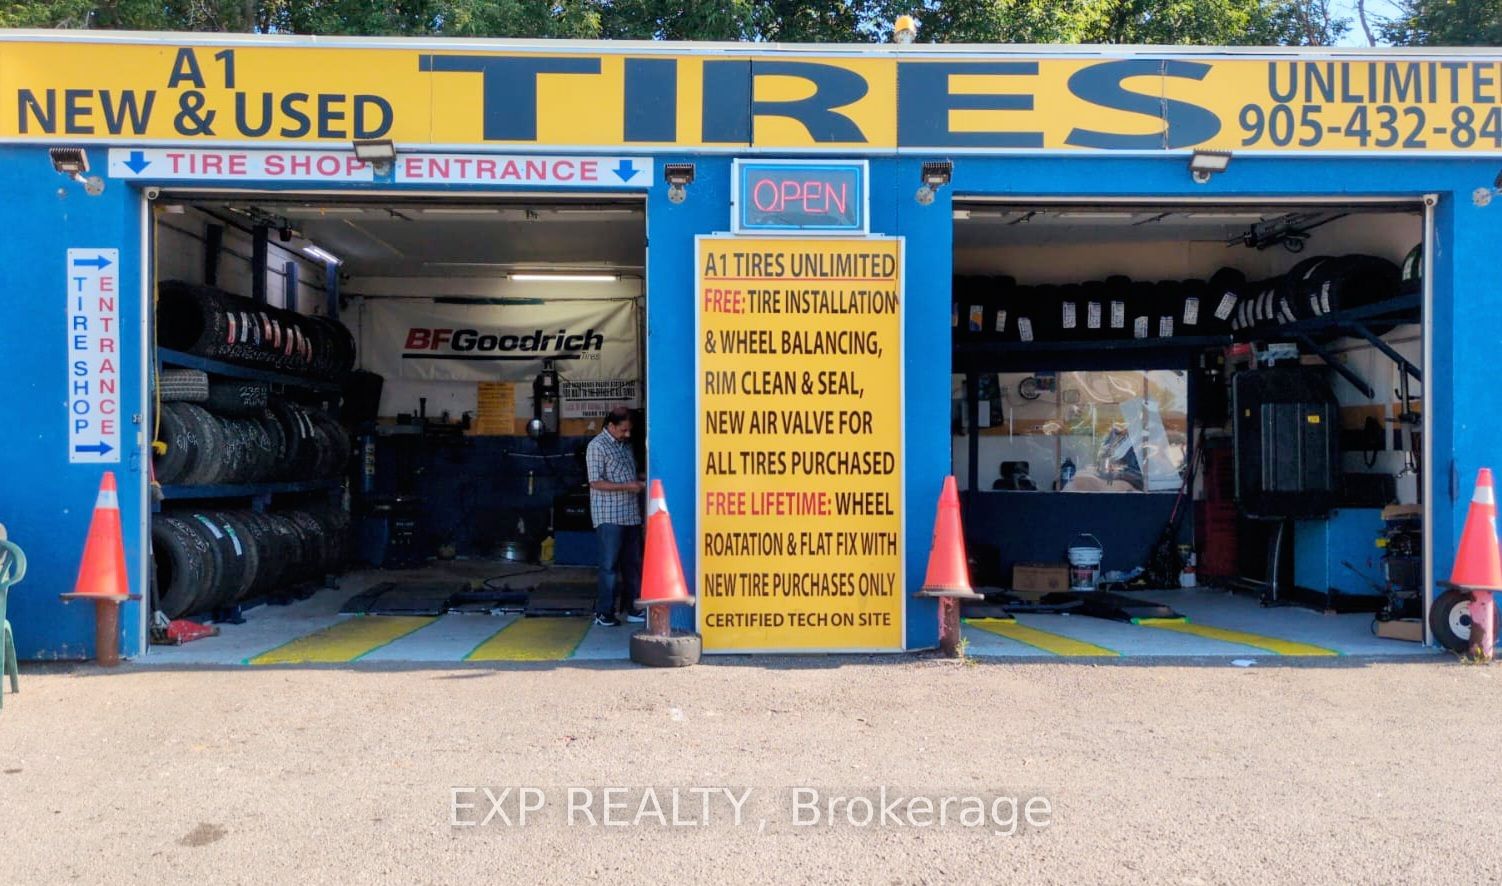 A1
NEW & USED
TIRES
UNLIMITE
905-432-84
TIRE SHOP ENTRANCE
OPEN
TIRE SHOP
ENTRANCE
BFGoodrich
Tires
A1 TIRES UNLIMITED
FREE: TIRE INSTALLATION
& WHEEL BALANCING,
RIM CLEAN & SEAL,
NEW AIR VALVE FOR
ALL TIRES PURCHASED
FREE LIFETIME: WHEEL
ROATATION & FLAT FIX WITH
NEW TIRE PURCHASES ONLY
CERTIFIED TECH ON SITE
EXP REALTY, Brokerage